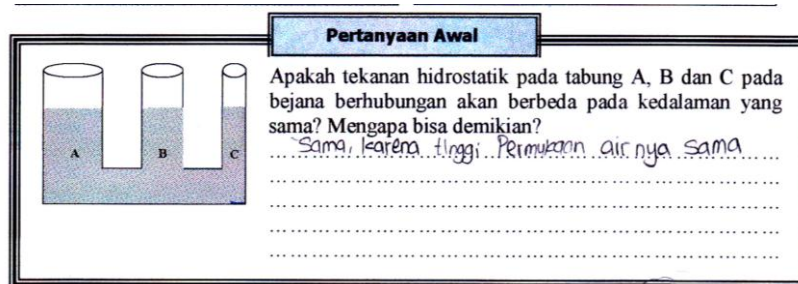 Pertanyaan Awal
Apakah tekanan hidrostatik pada tabung A, B dan C pada
bejana berhubungan akan berbeda pada kedalaman yang
sama? Mengapa bisa demikian?
Sama, karena tinggi Permukaan air nya sama
A B C